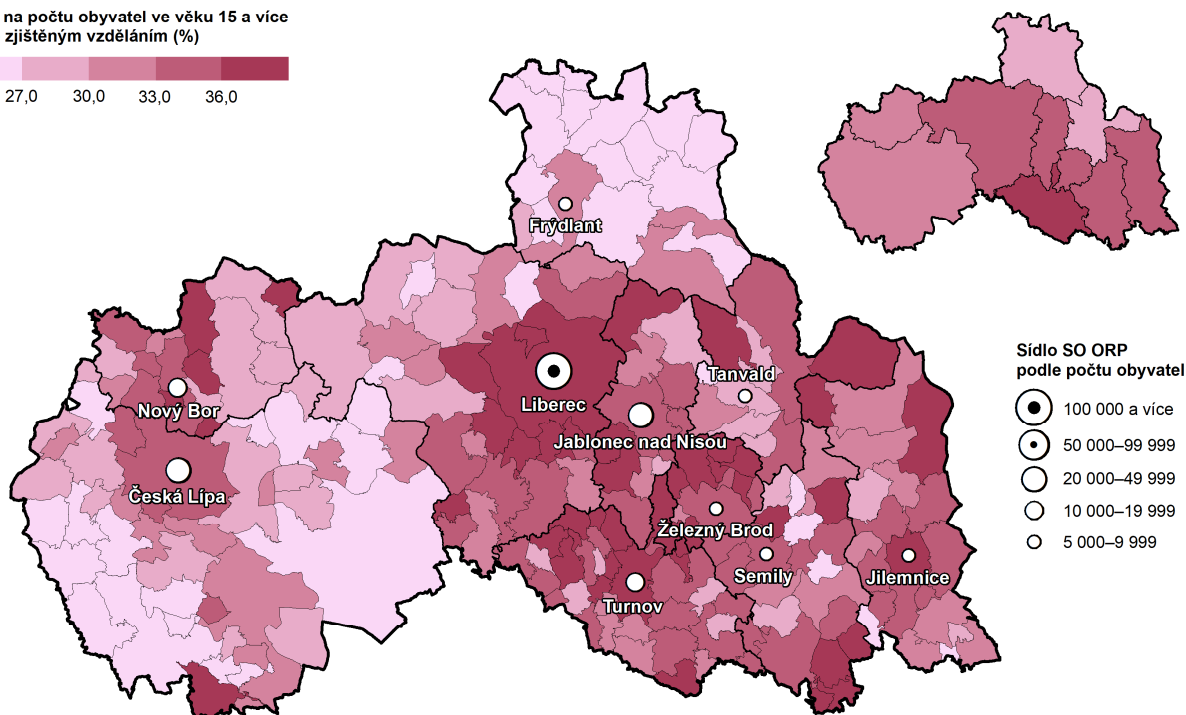 na počtu obyvatel ve věku 15 a více
zjištěným vzděláním (%)
27,0 30,0 33,0 36,0
Frýdlant
Nový Bor
Česká Lípa
Liberec
Jablonec nad Nisou
Tanvald
Železný Brod
Semily
Jilemnice
Turnov
Sídlo SO ORP
podle počtu obyvatel
100 000 a více
50 000–99 999
20 000–49 999
10 000–19 999
5 000–9 999